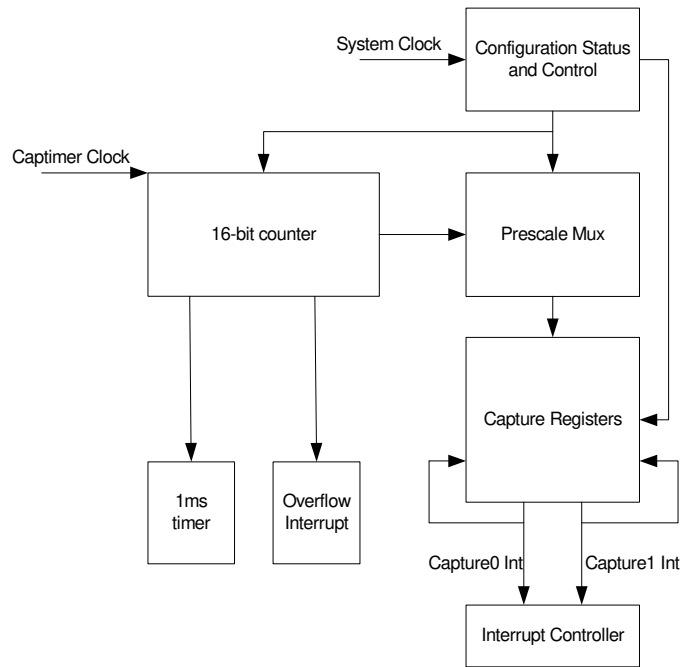 System Clock
Configuration Status
and Control
Captimer Clock
16-bit counter
Prescale Mux
Capture Registers
1ms
timer
Overflow
Interrupt
Capture0 Int
Capture1 Int
Interrupt Controller